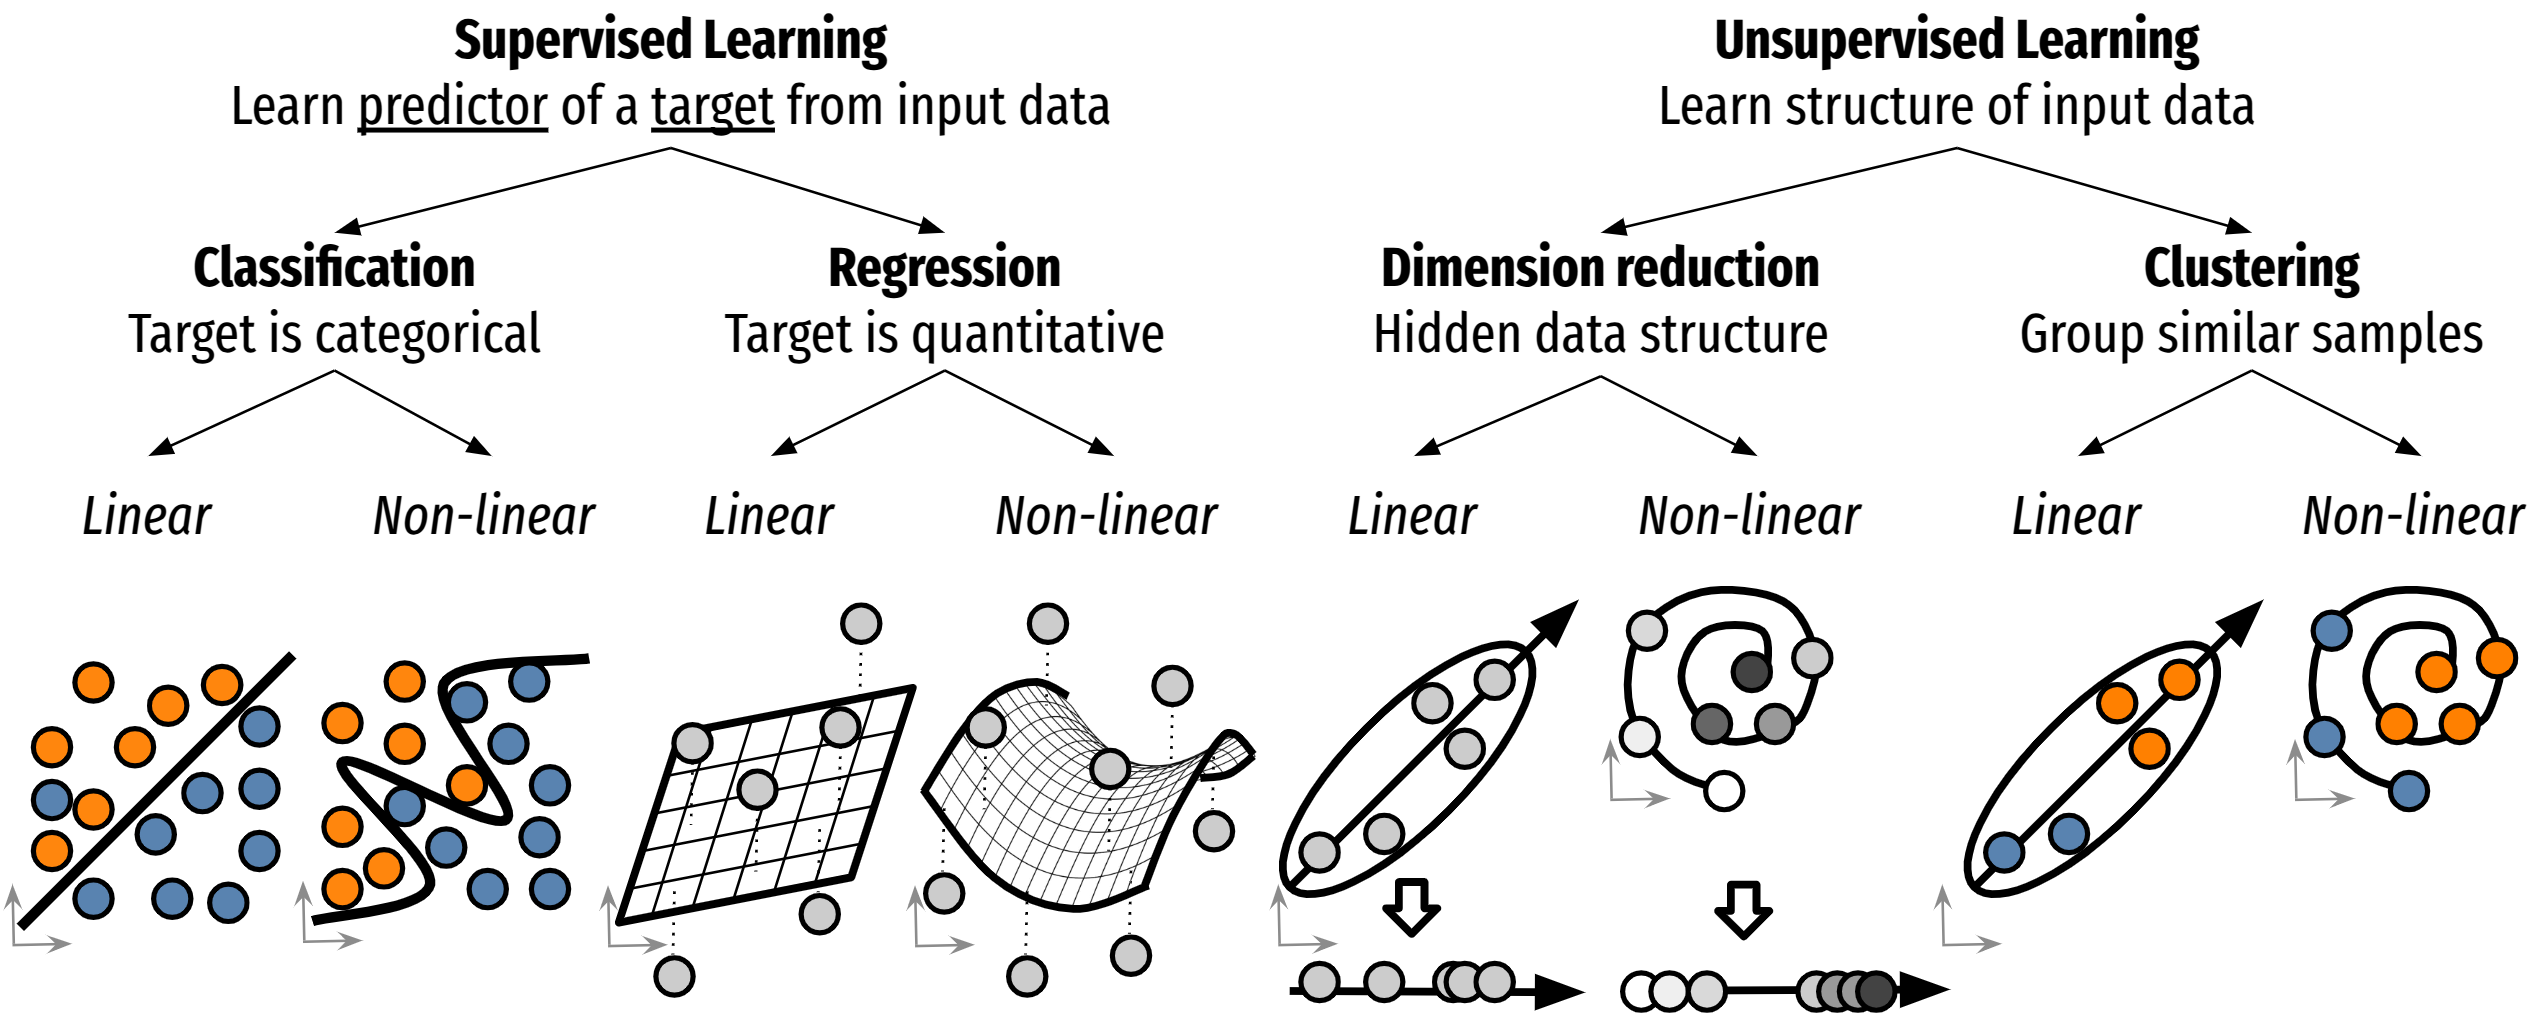 Supervised Learning
Learn predictor of a target from input data
Unsupervised Learning
Learn structure of input data
Classification
Target is categorical
Regression
Target is quantitative
Dimension reduction
Hidden data structure
Clustering
Group similar samples
Linear
Non-linear
Linear
Non-linear
Linear
Non-linear
Linear
Non-linear